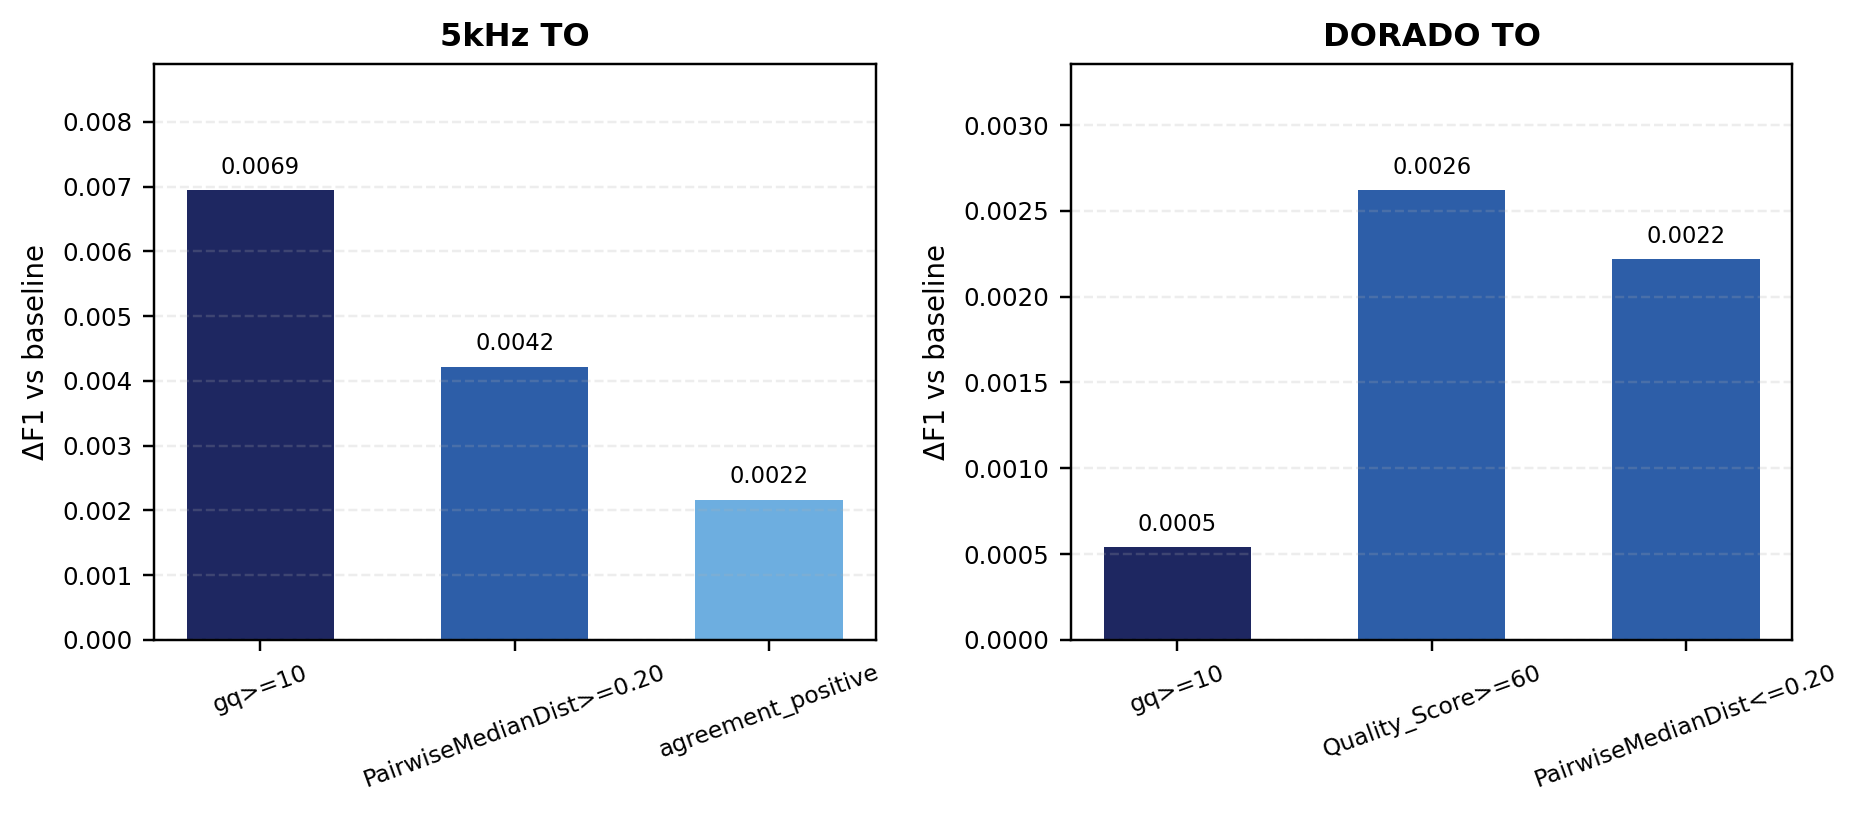 5kHz TO
ΔF1 vs baseline
0.008
0.007
0.006
0.005
0.004
0.003
0.002
0.001
0.000
0.0069
0.0042
0.0022
gq>=10
PairwiseMedianDist>=0.20
agreement_positive
DORADO TO
ΔF1 vs baseline
0.0030
0.0025
0.0020
0.0015
0.0010
0.0005
0.0000
0.0005
0.0026
0.0022
gq>=10
Quality_Score>=60
PairwiseMedianDist<=0.20